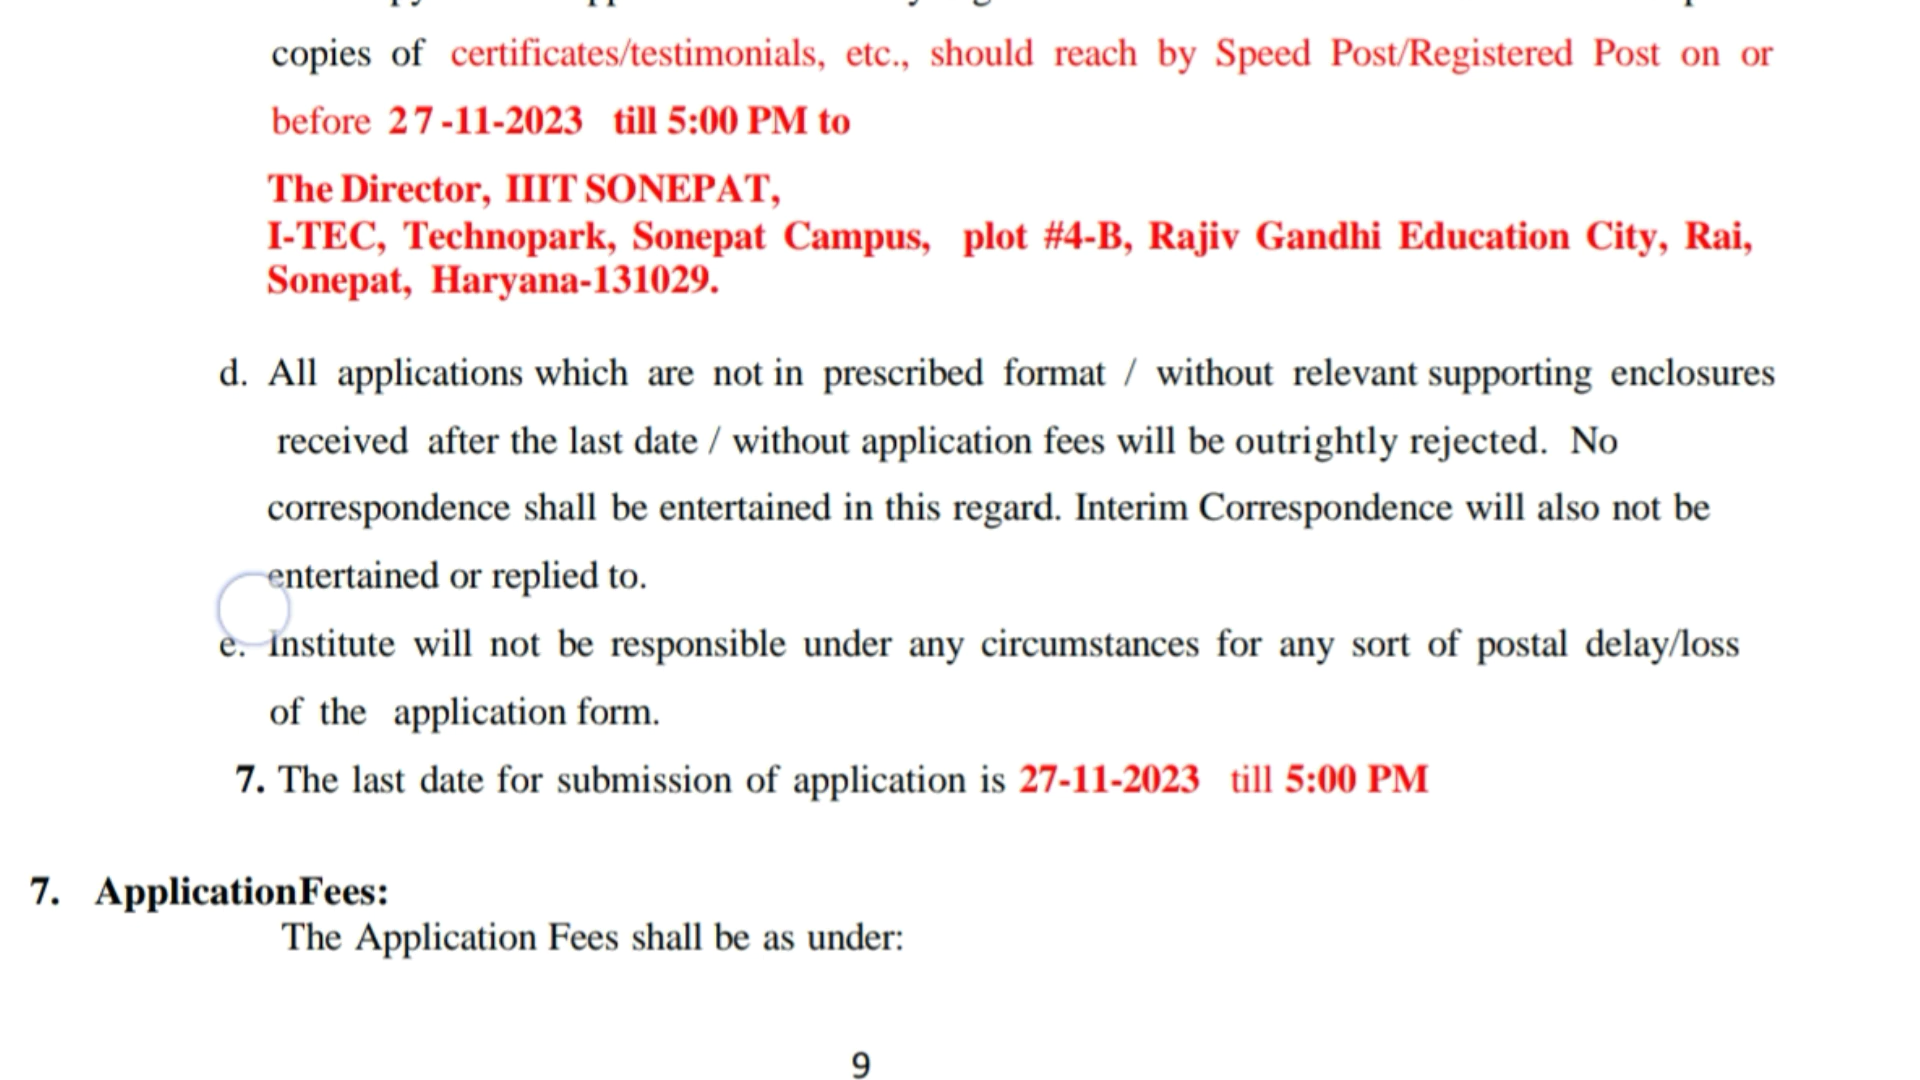 copies of certificates/testimonials, etc., should reach by Speed Post/Registered Post on or
before 27-11-2023 till 5:00 PM to
The Director, IIIT SONEPAT,
I-TEC, Technopark, Sonepat Campus, plot #4-B, Rajiv Gandhi Education City, Rai,
Sonepat, Haryana-131029.
d. All applications which are not in prescribed format / without relevant supporting enclosures
received after the last date / without application fees will be outrightly rejected. No
correspondence shall be entertained in this regard. Interim Correspondence will also not be
entertained or replied to.
e. Institute will not be responsible under any circumstances for any sort of postal delay/loss
of the application form.
7. The last date for submission of application is 27-11-2023 till 5:00 PM
7. ApplicationFees:
The Application Fees shall be as under:
9